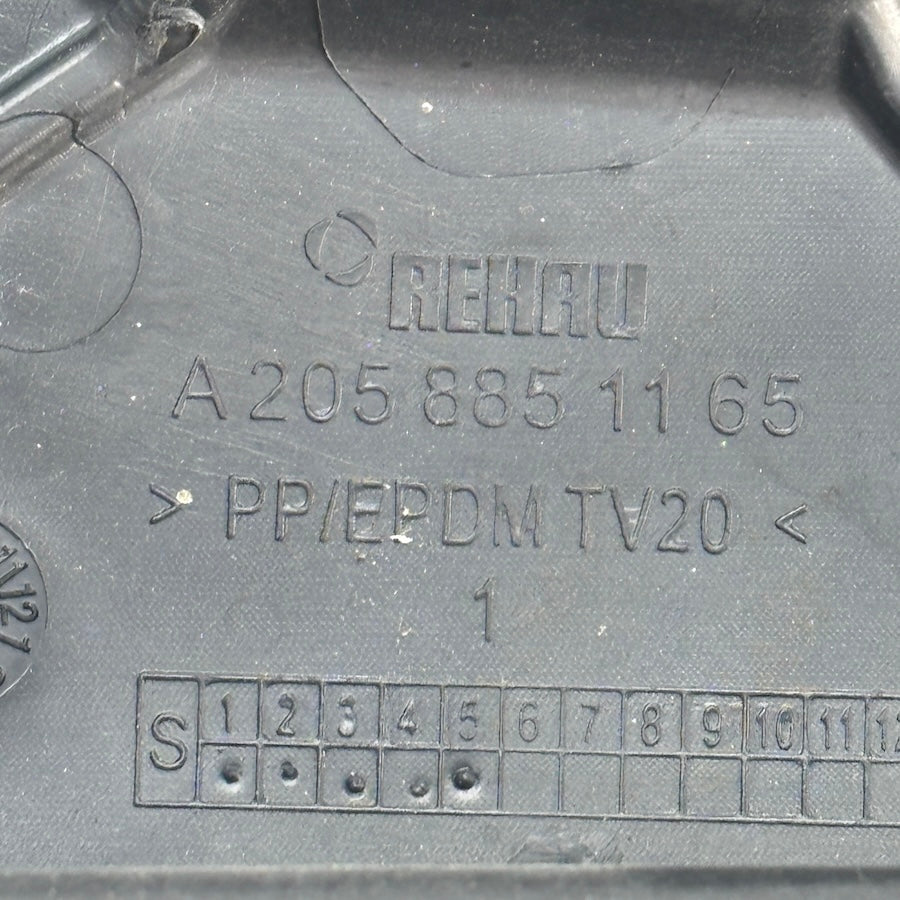 REHAU
A 205 885 11 65
> PP/EPDM TV20 <
1
S 1 2 3 4 5 6 7 8 9 10 11